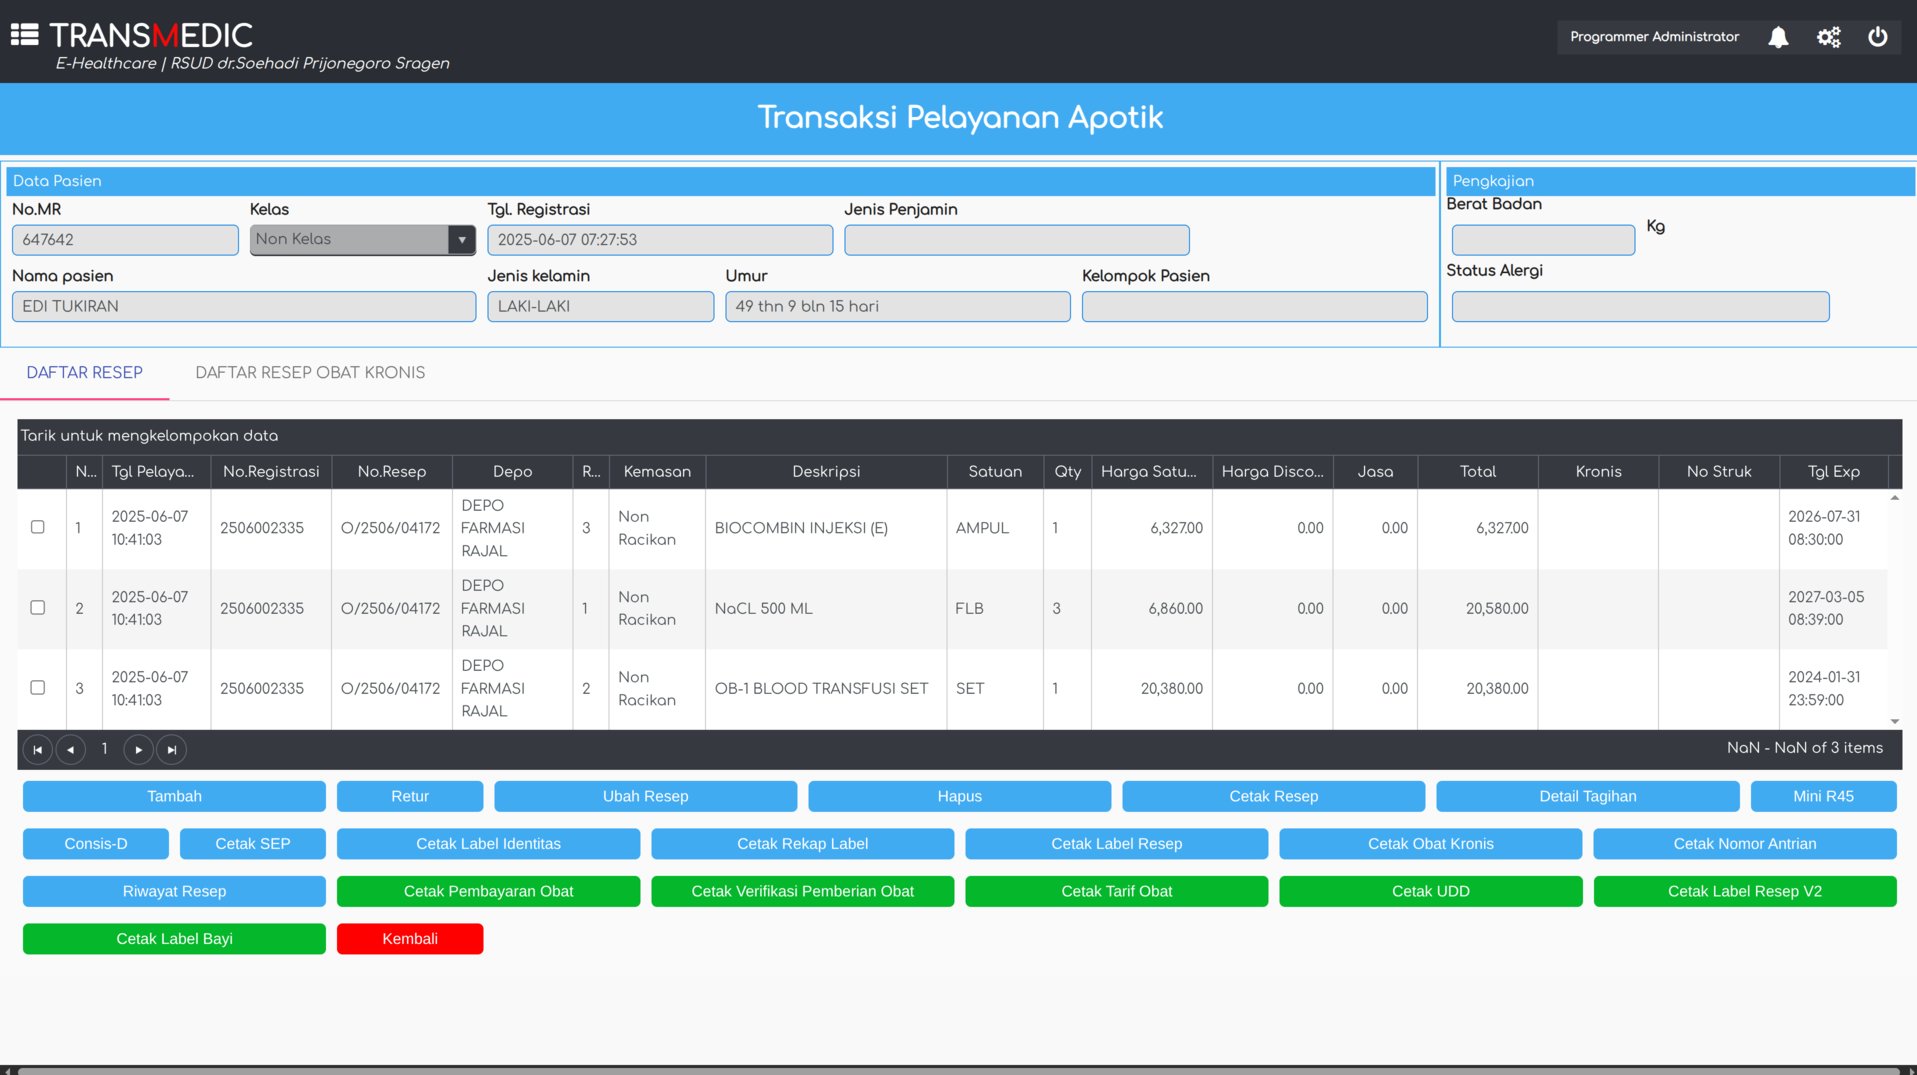 TRANSMEDIC
E-Healthcare | RSUD dr.Soehadi Prijonegoro Sragen
Programmer Administrator
Transaksi Pelayanan Apotik
Data Pasien
No.MR Kelas Tgl. Registrasi Jenis Penjamin
647642 Non Kelas 2025-06-07 07:27:53
Nama pasien Jenis kelamin Umur Kelompok Pasien
EDI TUKIRAN LAKI-LAKI 49 thn 9 bln 15 hari
Pengkajian
Berat Badan
Kg
Status Alergi
DAFTAR RESEP DAFTAR RESEP OBAT KRONIS
Tarik untuk mengkelompokan data
N... Tgl Pelaya... No.Registrasi No.Resep Depo R... Kemasan Deskripsi Satuan Qty Harga Satu... Harga Disco... Jasa Total Kronis No Struk Tgl Exp
1 2025-06-07 10:41:03 2506002335 O/2506/04172 DEPO FARMASI RAJAL 3 Non Racikan BIOCOMBIN INJEKSI (E) AMPUL 1 6,327.00 0.00 0.00 6,327.00 2026-07-31 08:30:00
2 2025-06-07 10:41:03 2506002335 O/2506/04172 DEPO FARMASI RAJAL 1 Non Racikan NaCL 500 ML FLB 3 6,860.00 0.00 0.00 20,580.00 2027-03-05 08:39:00
3 2025-06-07 10:41:03 2506002335 O/2506/04172 DEPO FARMASI RAJAL 2 Non Racikan OB-1 BLOOD TRANSFUSI SET SET 1 20,380.00 0.00 0.00 20,380.00 2024-01-31 23:59:00
1 NaN - NaN of 3 items
Tambah Retur Ubah Resep Hapus Cetak Resep Detail Tagihan Mini R45
Consis-D Cetak SEP Cetak Label Identitas Cetak Rekap Label Cetak Label Resep Cetak Obat Kronis Cetak Nomor Antrian
Riwayat Resep Cetak Pembayaran Obat Cetak Verifikasi Pemberian Obat Cetak Tarif Obat Cetak UDD Cetak Label Resep V2
Cetak Label Bayi Kembali